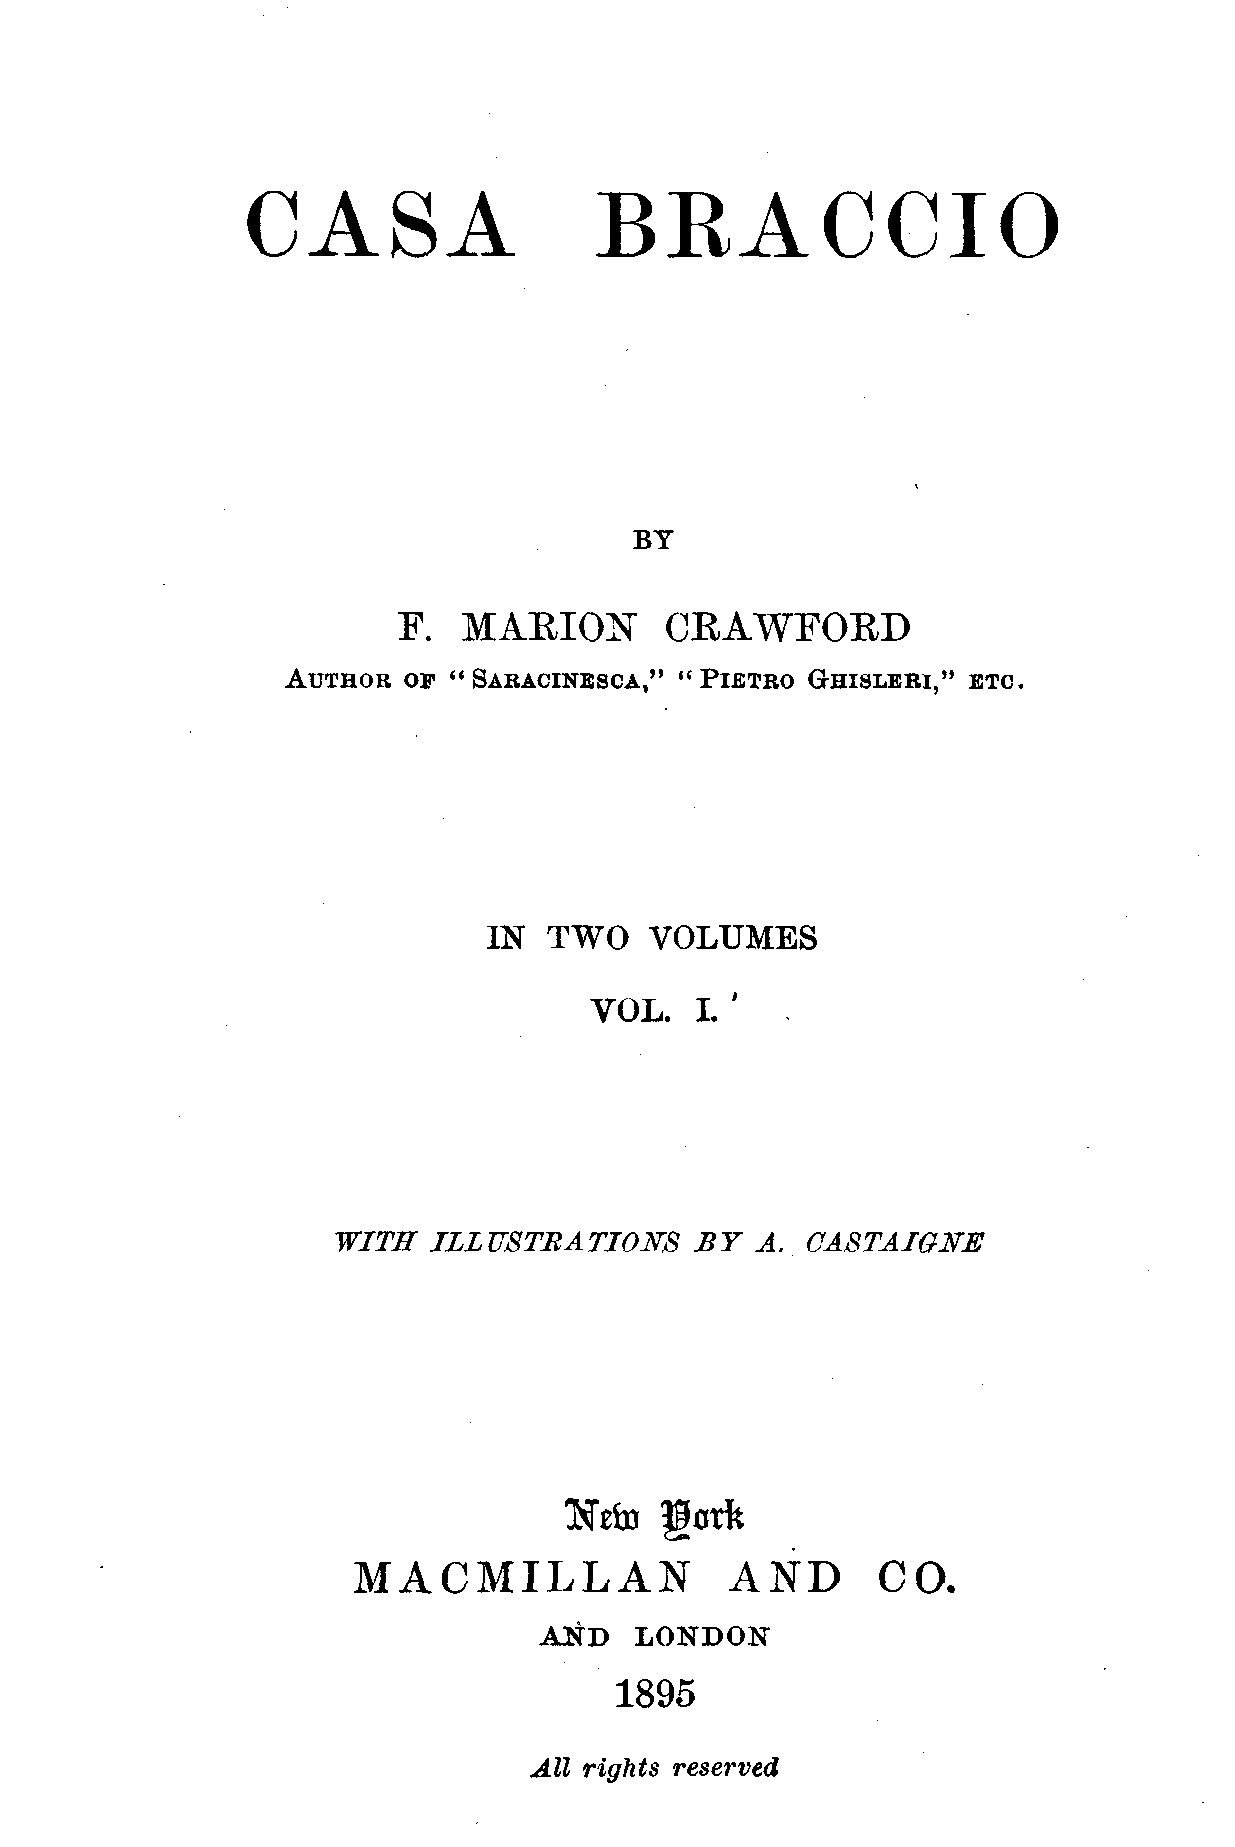 CASA BRACCIO
BY
F. MARION CRAWFORD
AUTHOR OF “SARACINESCA,” “PIETRO GHISLERI,” ETC.
IN TWO VOLUMES
VOL. I.
WITH ILLUSTRATIONS BY A. CASTAIGNE
New York
MACMILLAN AND CO.
AND LONDON
1895
All rights reserved